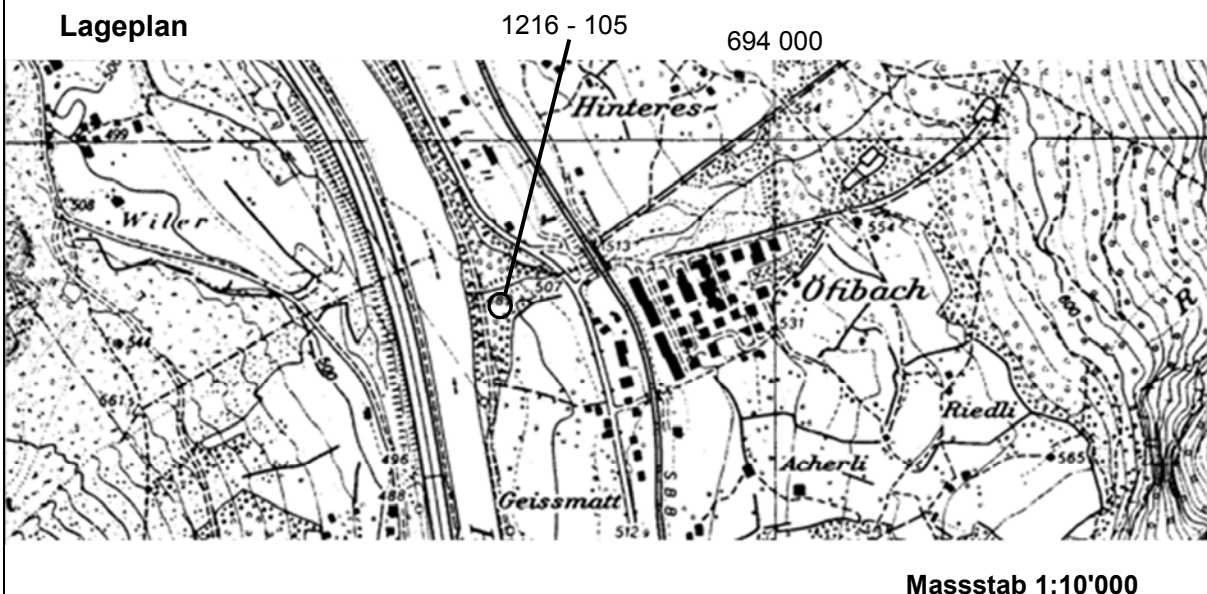 Lageplan
1216 - 105
694 000
Hinteres-
554
499
508
Wiler
513
554
507
Öfibach
600
531
544
500
661
Riedli
496
Acherli
565
488
Geissmatt
SBB
512
Massstab 1:10'000